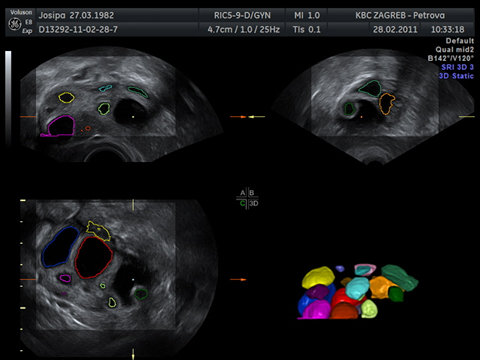 Voluson
E8
Exp
Josipa 27.03.1982
D13292-11-02-28-7
RIC5-9-D/GYN
4.7cm / 1.0 / 25Hz
MI 1.0
TIs 0.1
KBC ZAGREB - Petrova
28.02.2011
10:33:18
Default
Qual mid2
B142°/V120°
SRI 3D 3
3D Static
A B
C 3D